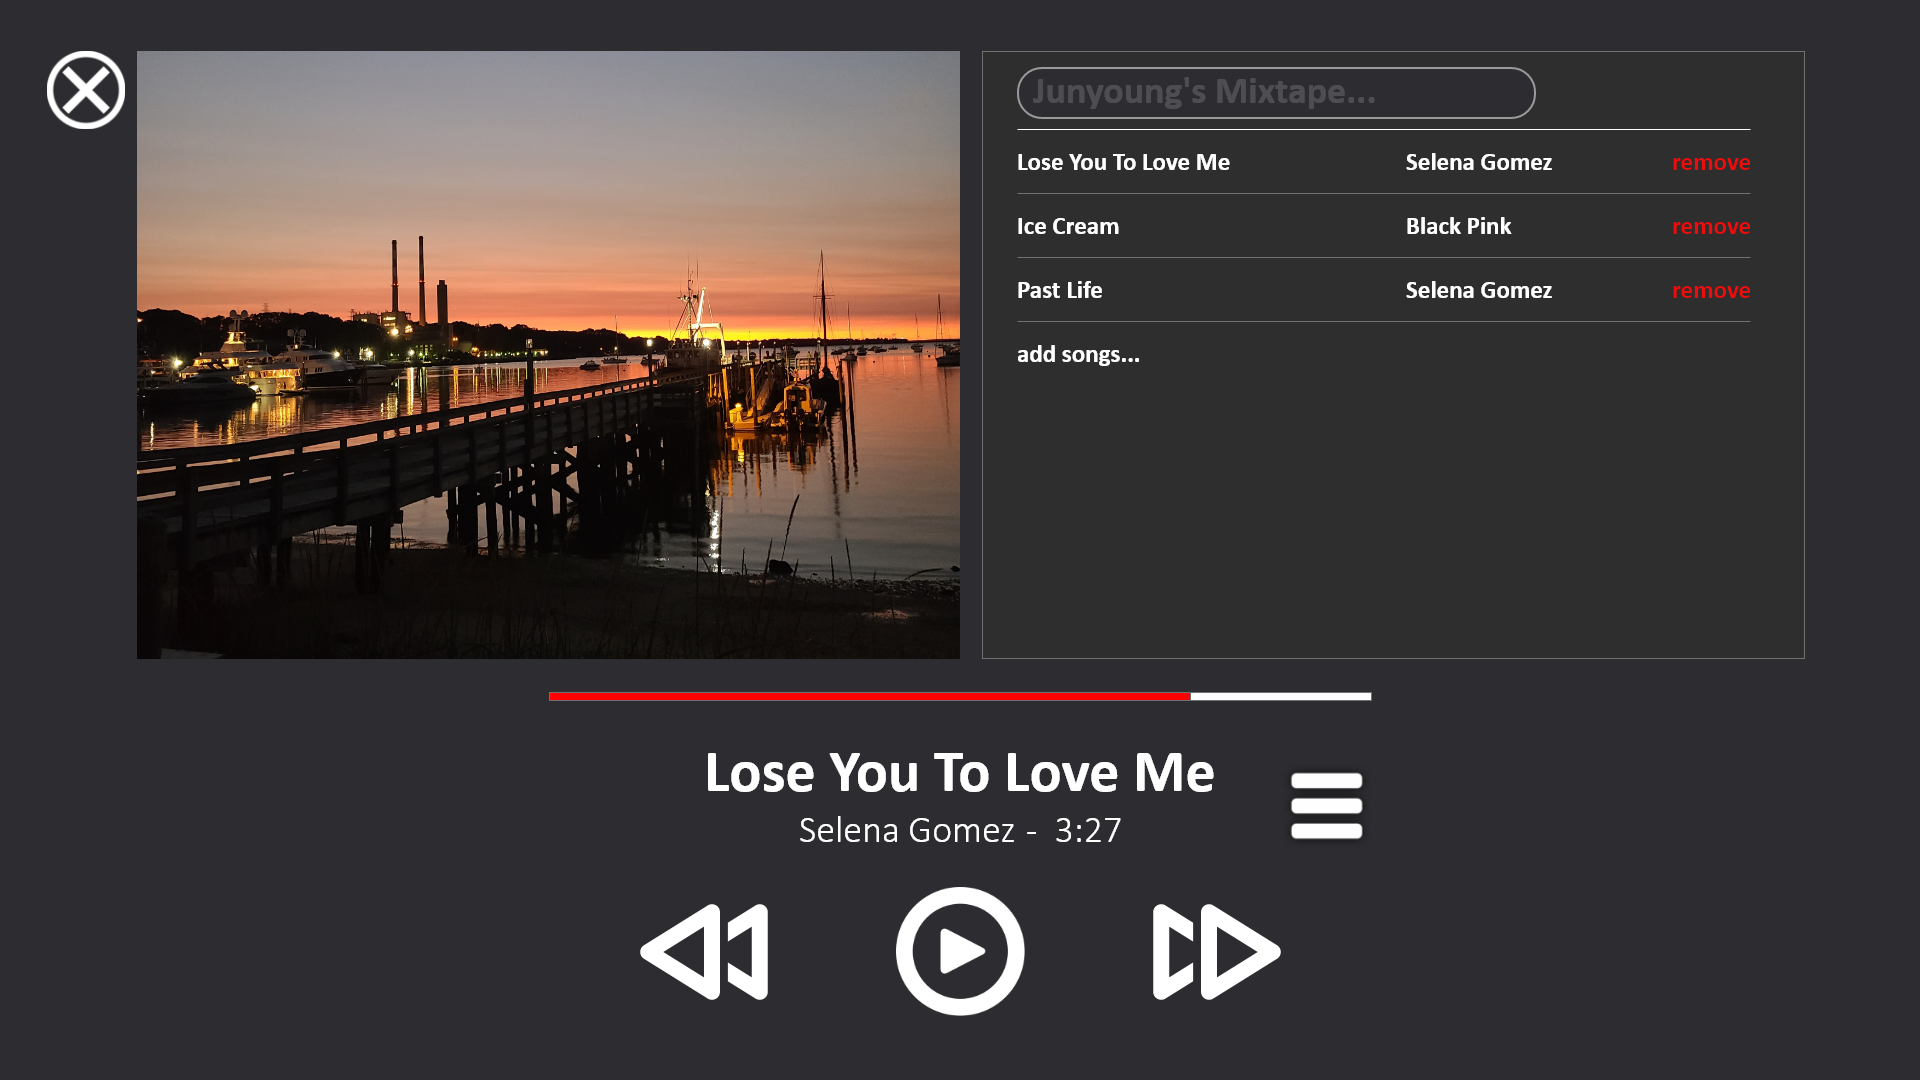 Junyoung's Mixtape...
Lose You To Love Me Selena Gomez remove
Ice Cream Black Pink remove
Past Life Selena Gomez remove
add songs...
Lose You To Love Me
Selena Gomez - 3:27